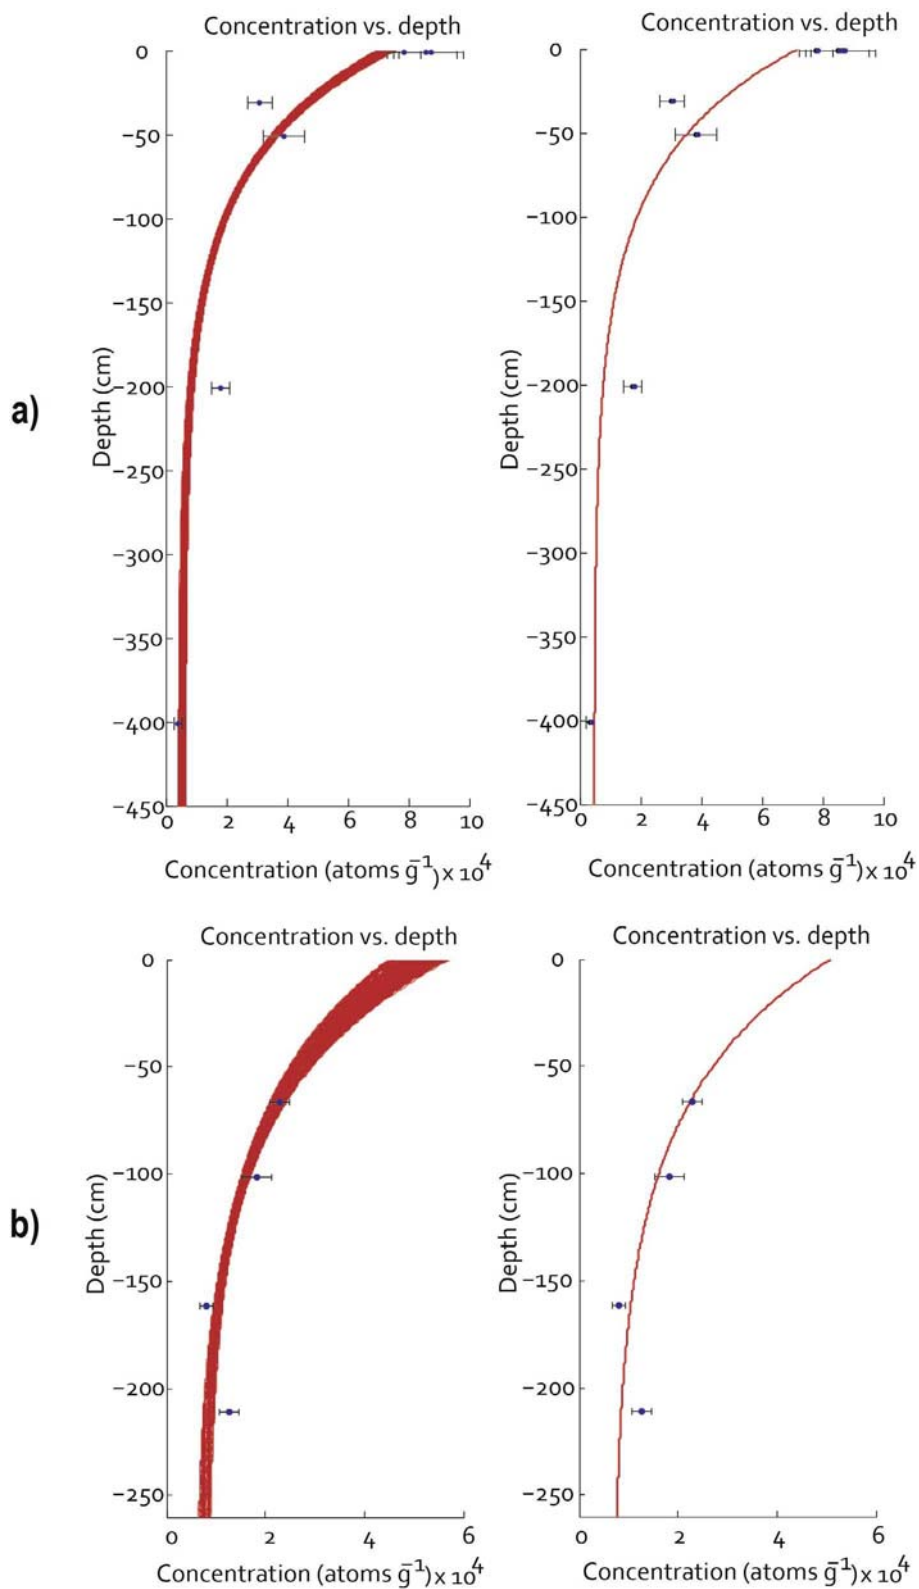 Concentration vs. depth
0
−50
−100
−150
−200
−250
−300
−350
−400
−450
Depth (cm)
0 2 4 6 8 10
Concentration (atoms g⁻¹) x 10⁴
Concentration vs. depth
0
−50
−100
−150
−200
−250
−300
−350
−400
−450
Depth (cm)
0 2 4 6 8 10
Concentration (atoms g⁻¹) x 10⁴
a)
Concentration vs. depth
0
−50
−100
−150
−200
−250
Depth (cm)
0 2 4 6
Concentration (atoms g⁻¹) x 10⁴
Concentration vs. depth
0
−50
−100
−150
−200
−250
Depth (cm)
0 2 4 6
Concentration (atoms g⁻¹) x 10⁴
b)